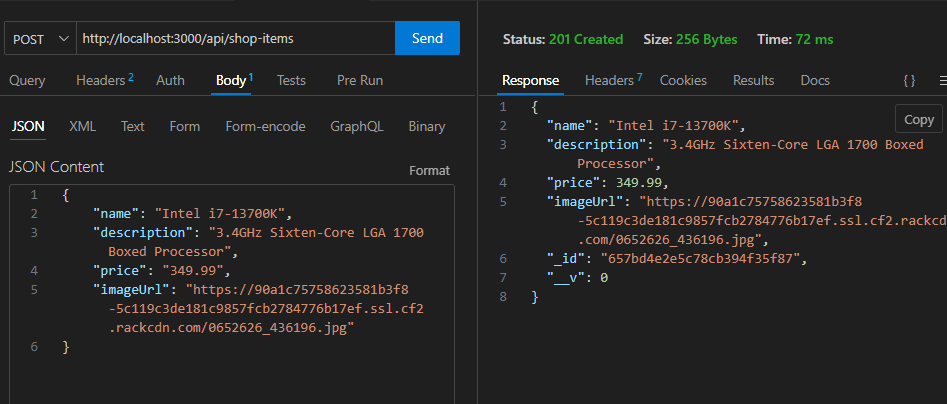 POST http://localhost:3000/api/shop-items Send
Query Headers 2 Auth Body 1 Tests Pre Run
JSON XML Text Form Form-encode GraphQL Binary
JSON Content Format
1 {
2 "name": "Intel i7-13700K",
3 "description": "3.4GHz Sixten-Core LGA 1700
Boxed Processor",
4 "price": "349.99",
5 "imageUrl": "https://90a1c75758623581b3f8
-5c119c3de181c9857fcb2784776b17ef.ssl.cf2
.rackcdn.com/0652626_436196.jpg"
6 }
Status: 201 Created Size: 256 Bytes Time: 72 ms
Response Headers 7 Cookies Results Docs { }
Copy
1 {
2 "name": "Intel i7-13700K",
3 "description": "3.4GHz Sixten-Core LGA 1700 Boxed
Processor",
4 "price": 349.99,
5 "imageUrl": "https://90a1c75758623581b3f8
-5c119c3de181c9857fcb2784776b17ef.ssl.cf2.rackcdn
.com/0652626_436196.jpg",
6 "_id": "657bd4e2e5c78cb394f35f87",
7 "__v": 0
8 }